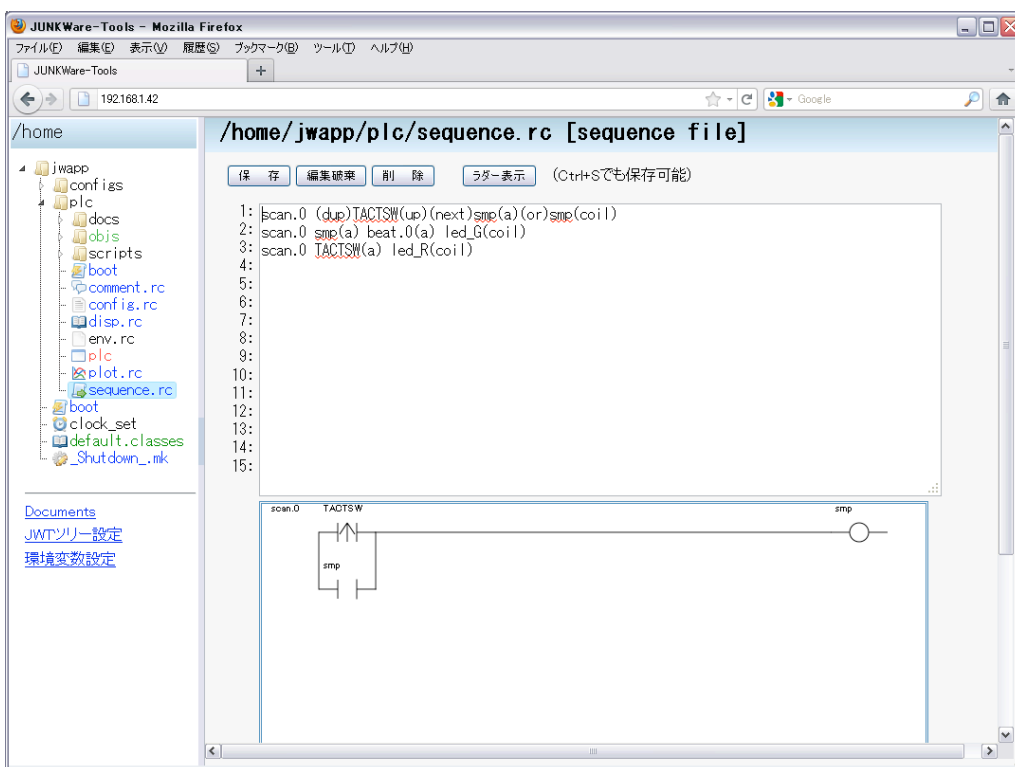 JUNKWare-Tools - Mozilla Firefox
ファイル(F) 編集(E) 表示(V) 履歴(S) ブックマーク(B) ツール(T) ヘルプ(H)
JUNKWare-Tools
+
192.168.1.42
Google
/home
jwapp
configs
plc
docs
objs
scripts
boot
comment.rc
config.rc
disp.rc
env.rc
plc
plot.rc
sequence.rc
boot
clock_set
default.classes
_Shutdown_.mk
Documents
JWTツリー設定
環境変数設定
/home/jwapp/plc/sequence.rc [sequence file]
保 存 編集破棄 削 除 ラダー表示 (Ctrl+Sでも保存可能)
1: scan.0 (dup)TACTSW(up)(next)smp(a)(or)smp(coil)
2: scan.0 smp(a) beat.0(a) led_G(coil)
3: scan.0 TACTSW(a) led_R(coil)
4:
5:
6:
7:
8:
9:
10:
11:
12:
13:
14:
15:
scan.0 TACTSW smp
smp